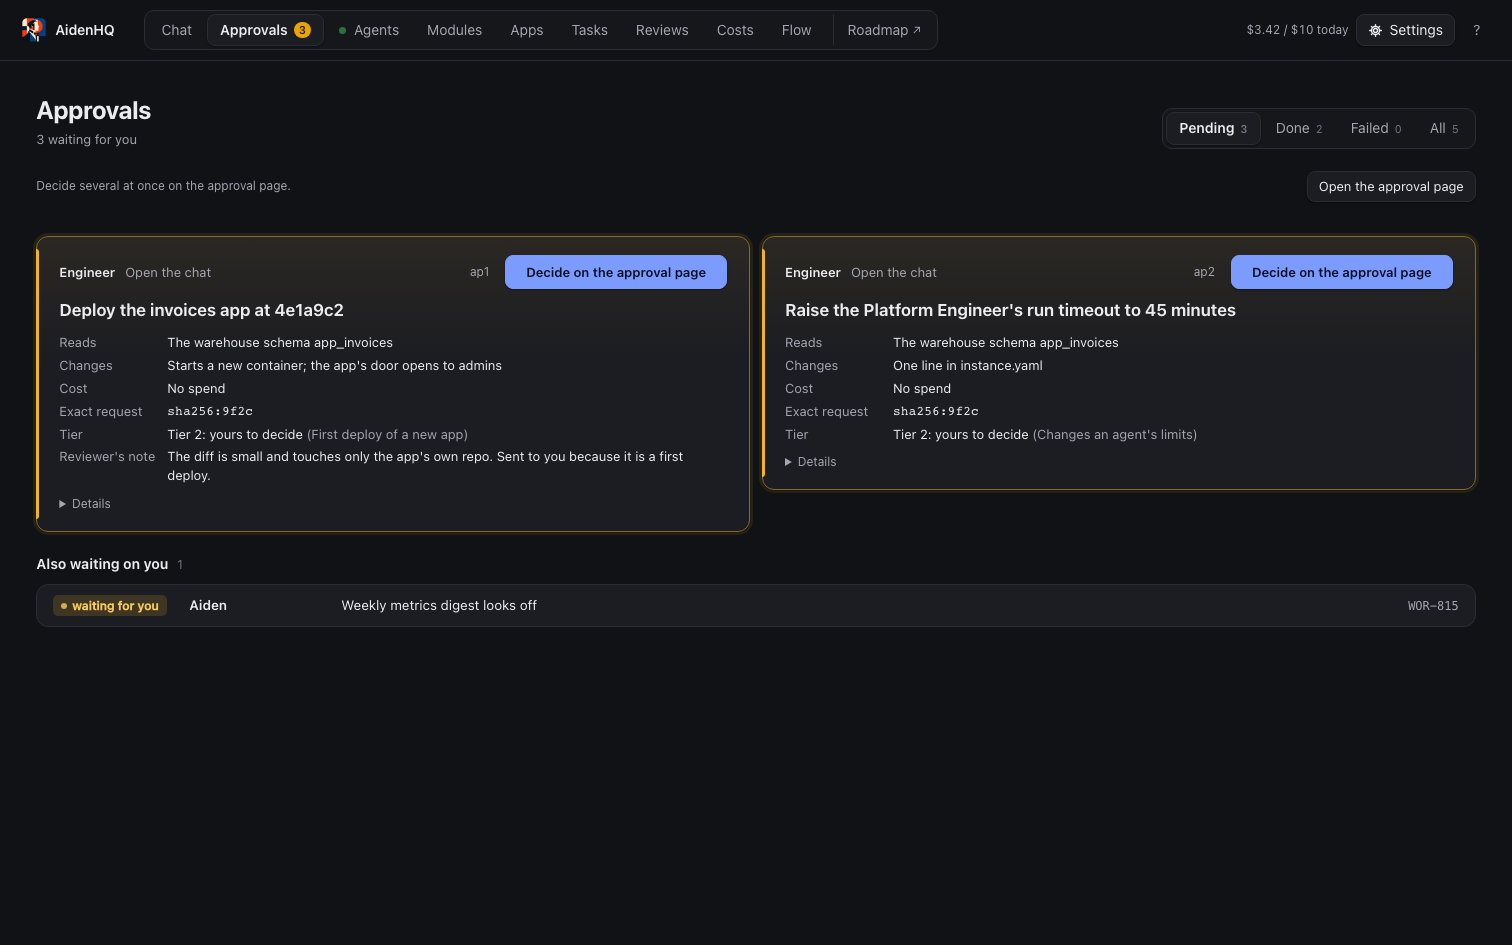 AidenHQ
Chat
Approvals 3
Agents
Modules
Apps
Tasks
Reviews
Costs
Flow
Roadmap ↗
$3.42 / $10 today
Settings
?
Approvals
3 waiting for you
Pending 3
Done 2
Failed 0
All 5
Decide several at once on the approval page.
Open the approval page
Engineer Open the chat
ap1
Decide on the approval page
Deploy the invoices app at 4e1a9c2
Reads The warehouse schema app_invoices
Changes Starts a new container; the app's door opens to admins
Cost No spend
Exact request sha256:9f2c
Tier Tier 2: yours to decide (First deploy of a new app)
Reviewer's note The diff is small and touches only the app's own repo. Sent to you because it is a first
deploy.
Details
Engineer Open the chat
ap2
Decide on the approval page
Raise the Platform Engineer's run timeout to 45 minutes
Reads The warehouse schema app_invoices
Changes One line in instance.yaml
Cost No spend
Exact request sha256:9f2c
Tier Tier 2: yours to decide (Changes an agent's limits)
Details
Also waiting on you 1
waiting for you
Aiden
Weekly metrics digest looks off
WOR-815